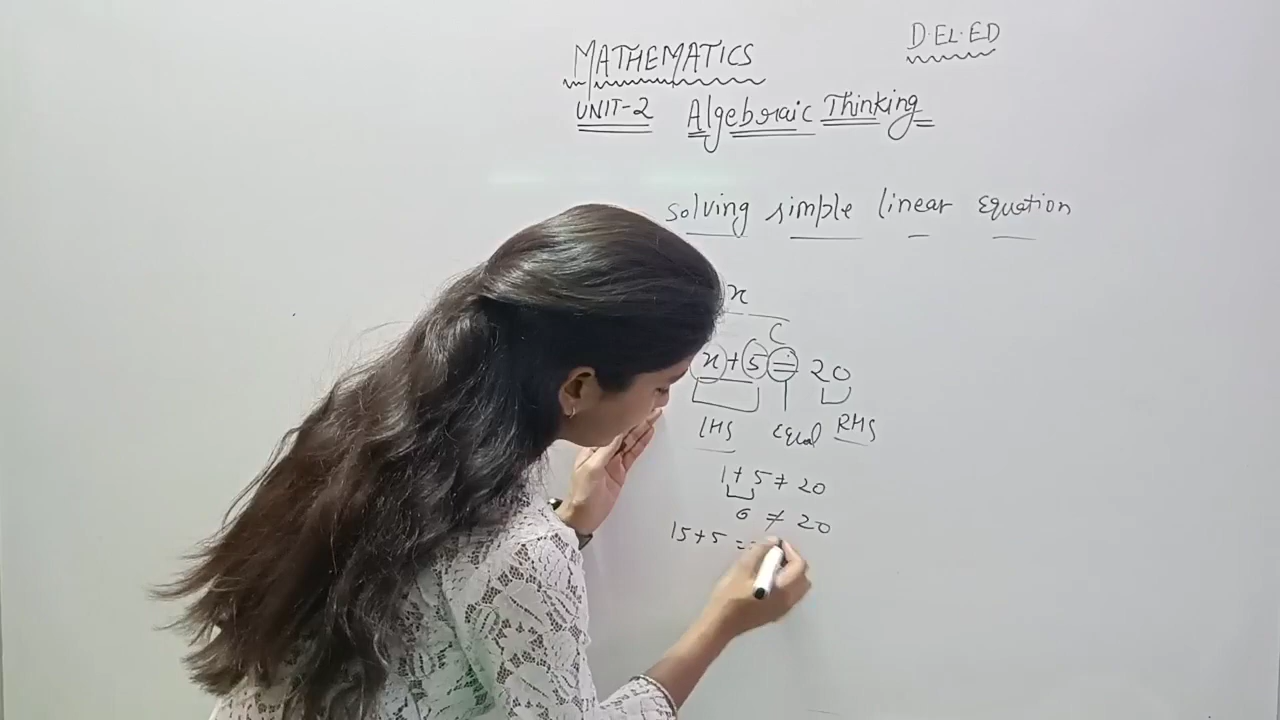 MATHEMATICS
D.EL.ED
UNIT-2 Algebraic Thinking
Solving simple linear Equation
x
C
x+5 = 20
LHS Equal RHS
1+5 ≠ 20
6 ≠ 20
15+5 =